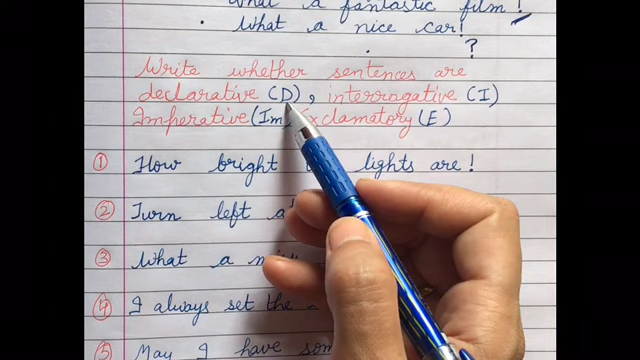 What a fantastic film!
What a nice car!
?
Write whether sentences are
declarative (D), interrogative (I)
Imperative (Im) Exclamatory (E)
① How bright lights are!
② Turn left
③ What a
④ I always set the
⑤ May I have